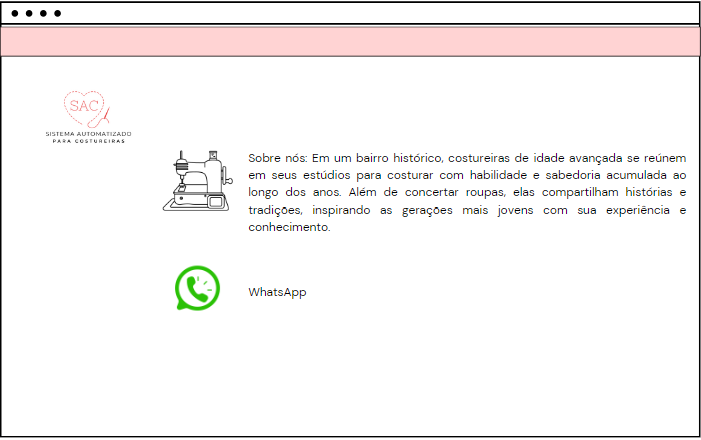 SAC
SISTEMA AUTOMATIZADO
PARA COSTUREIRAS
Sobre nós: Em um bairro histórico, costureiras de idade avançada se reúnem
em seus estúdios para costurar com habilidade e sabedoria acumulada ao
longo dos anos. Além de concertar roupas, elas compartilham histórias e
tradições, inspirando as gerações mais jovens com sua experiência e
conhecimento.
WhatsApp